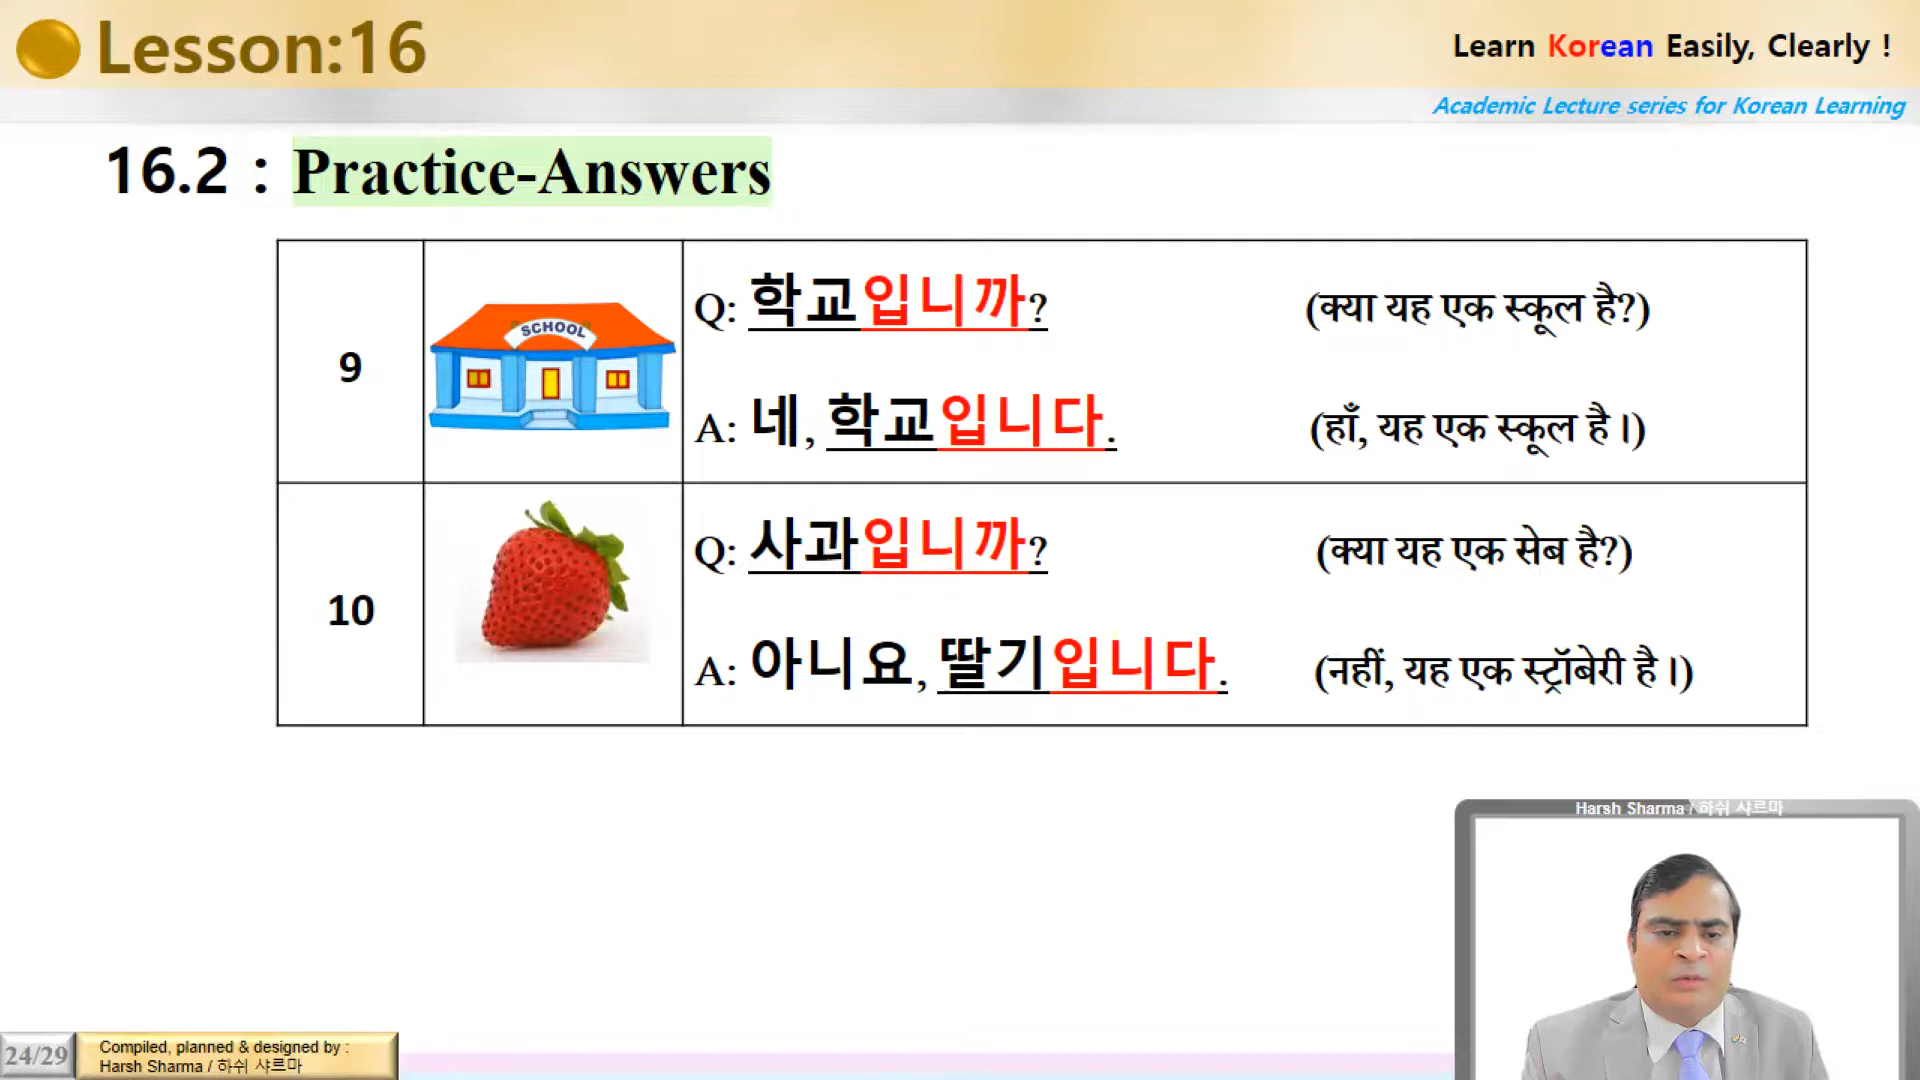 Lesson:16
Learn Korean Easily, Clearly !
Academic Lecture series for Korean Learning
16.2 : Practice-Answers
9
SCHOOL
Q: 학교입니까? (क्या यह एक स्कूल है?)
A: 네, 학교입니다. (हाँ, यह एक स्कूल है।)
10
Q: 사과입니까? (क्या यह एक सेब है?)
A: 아니요, 딸기입니다. (नहीं, यह एक स्ट्रॉबेरी है।)
Harsh Sharma / 하쉬 샤르마
24/29
Compiled, planned & designed by :
Harsh Sharma / 하쉬 샤르마